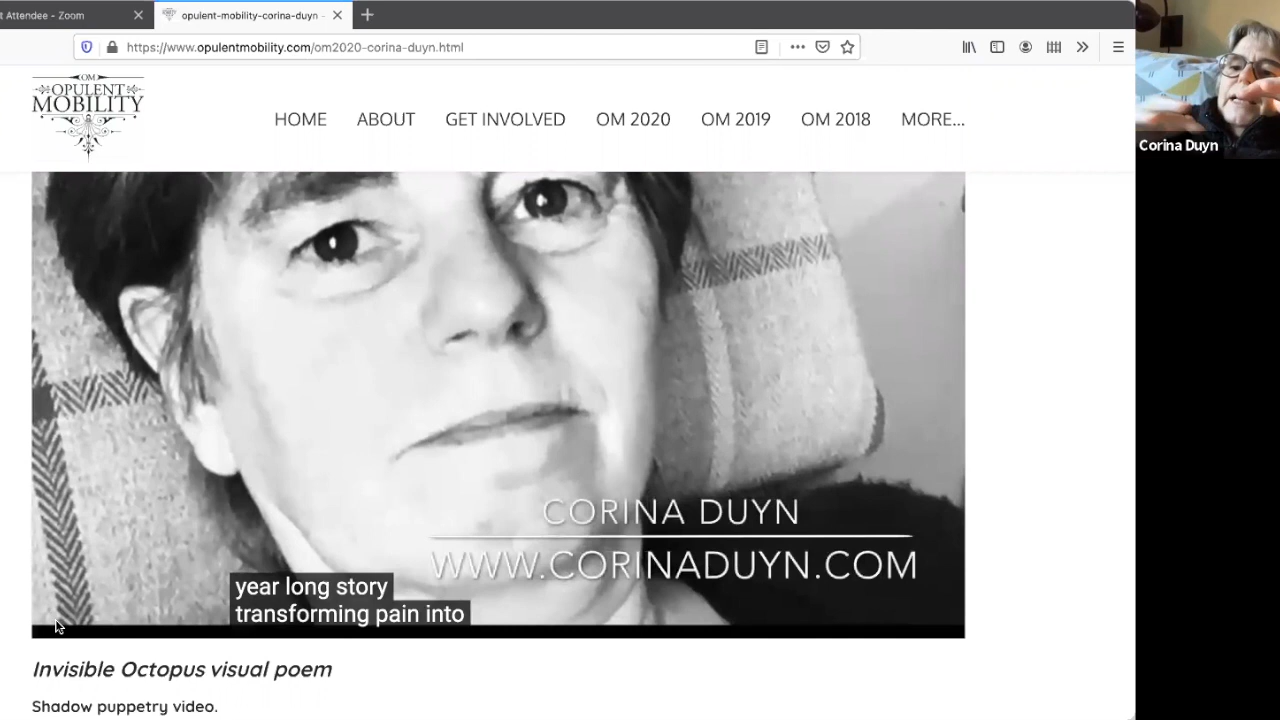 t Attendee - Zoom
opulent-mobility-corina-duyn -
https://www.opulentmobility.com/om2020-corina-duyn.html
OM
OPULENT
MOBILITY
HOME ABOUT GET INVOLVED OM 2020 OM 2019 OM 2018 MORE...
Corina Duyn
CORINA DUYN
WWW.CORINADUYN.COM
year long story
transforming pain into
Invisible Octopus visual poem
Shadow puppetry video.